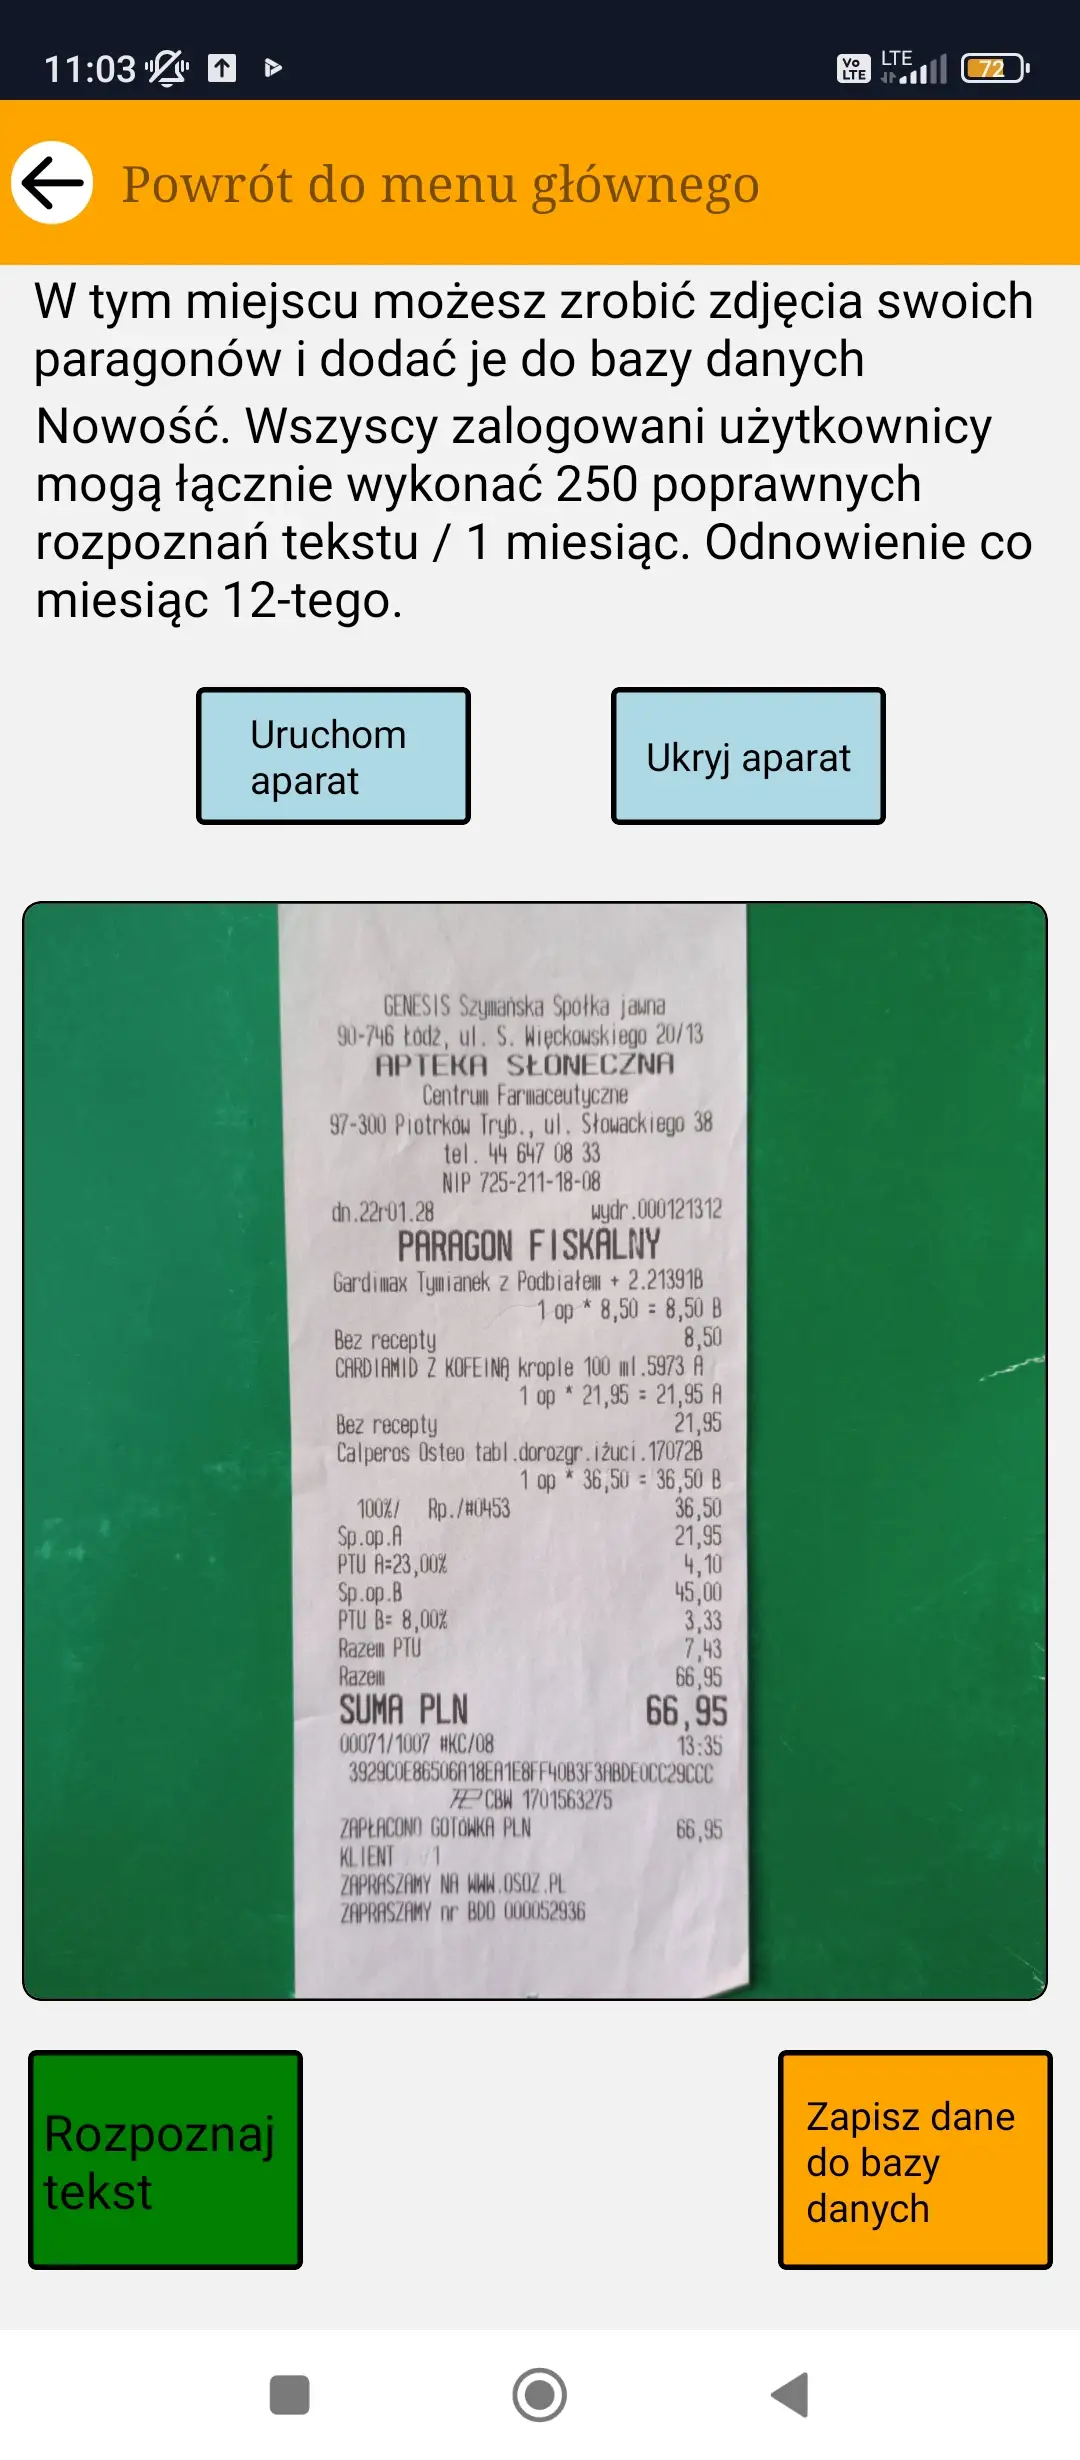 11:03
Vo
LTE
LTE
72
Powrót do menu głównego
W tym miejscu możesz zrobić zdjęcia swoich
paragonów i dodać je do bazy danych
Nowość. Wszyscy zalogowani użytkownicy
mogą łącznie wykonać 250 poprawnych
rozpoznań tekstu / 1 miesiąc. Odnowienie co
miesiąc 12-tego.
Uruchom
aparat
Ukryj aparat
GENESIS Szymańska Spółka jawna
90-746 Łódź, ul. S. Więckowskiego 20/13
APTEKA SŁONECZNA
Centrum Farmaceutyczne
97-300 Piotrków Tryb., ul. Słowackiego 38
tel. 44 647 08 33
NIP 725-211-18-08
dn.22r01.28 wydr.000121312
PARAGON FISKALNY
Gardimax Tymianek z Podbiałem + 2.21391B
1 op * 8,50 = 8,50 B
Bez recepty 8,50
CARDIAMID Z KOFEINĄ krople 100 ml.5973 A
1 op * 21,95 = 21,95 A
Bez recepty 21,95
Calperos Osteo tabl.dorozgr.iżuci.17072B
1 op * 36,50 = 36,50 B
100%/ Rp./#0453 36,50
Sp.op.A 21,95
PTU A=23,00% 4,10
Sp.op.B 45,00
PTU B= 8,00% 3,33
Razem PTU 7,43
Razem 66,95
SUMA PLN 66,95
00071/1007 #KC/08 13:35
3929C0E86506A18EA1E8FF40B3F3ABDE0CC29CCC
CBW 1701563275
ZAPŁACONO GOTÓWKA PLN 66,95
KLIENT 1
ZAPRASZAMY NA WWW.OSOZ.PL
ZAPRASZAMY nr BDO 000052936
Rozpoznaj
tekst
Zapisz dane
do bazy
danych